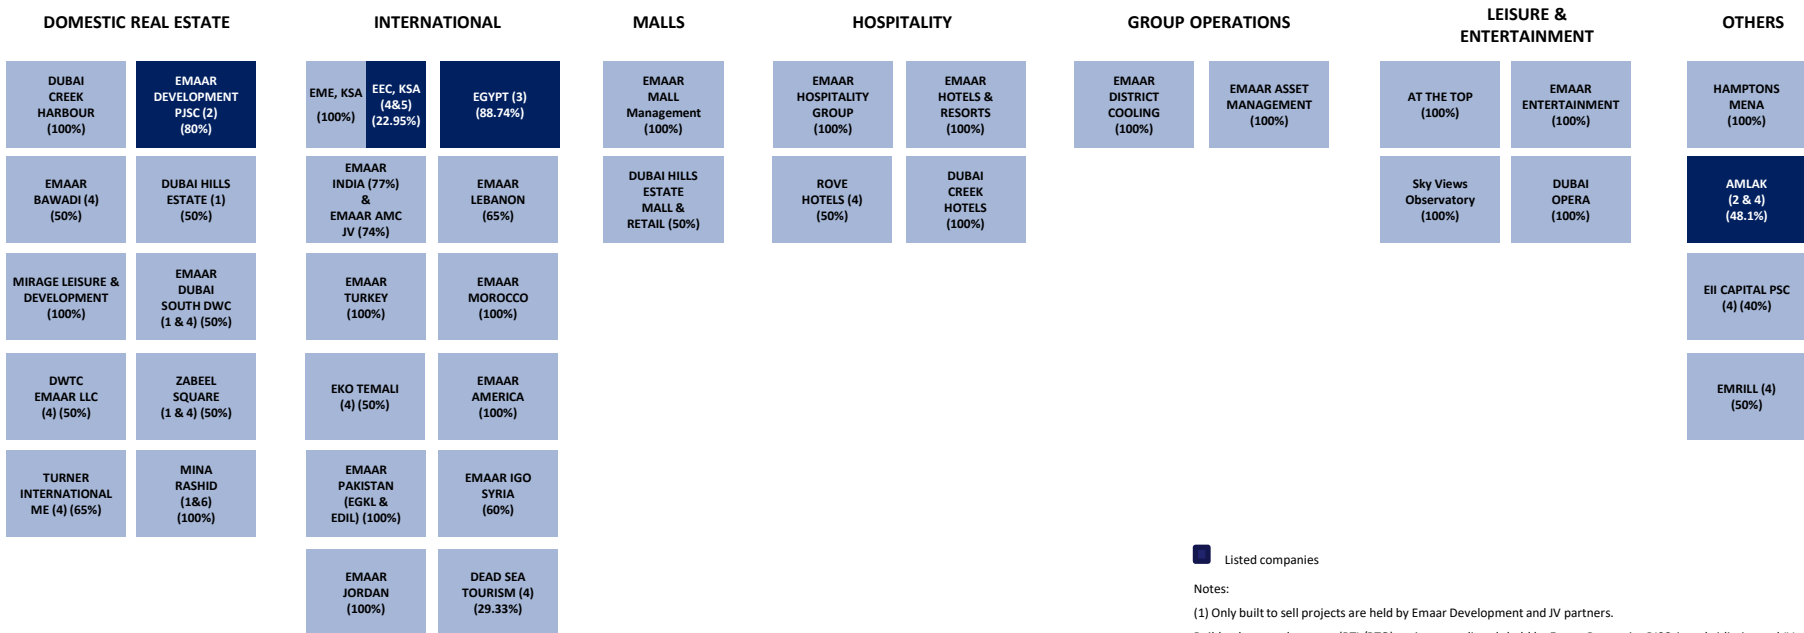 DOMESTIC REAL ESTATE
DUBAI
CREEK
HARBOUR
(100%)
EMAAR
DEVELOPMENT
PJSC (2)
(80%)
EMAAR
BAWADI (4)
(50%)
DUBAI HILLS
ESTATE (1)
(50%)
MIRAGE LEISURE &
DEVELOPMENT
(100%)
EMAAR
DUBAI
SOUTH DWC
(1 & 4) (50%)
DWTC
EMAAR LLC
(4) (50%)
ZABEEL
SQUARE
(1 & 4) (50%)
TURNER
INTERNATIONAL
ME (4) (65%)
MINA
RASHID
(1&6)
(100%)
INTERNATIONAL
EME, KSA
(100%)
EEC, KSA
(4&5)
(22.95%)
EGYPT (3)
(88.74%)
EMAAR
INDIA (77%)
&
EMAAR AMC
JV (74%)
EMAAR
LEBANON
(65%)
EMAAR
TURKEY
(100%)
EMAAR
MOROCCO
(100%)
EKO TEMALI
(4) (50%)
EMAAR
AMERICA
(100%)
EMAAR
PAKISTAN
(EGKL &
EDIL) (100%)
EMAAR IGO
SYRIA
(60%)
EMAAR
JORDAN
(100%)
DEAD SEA
TOURISM (4)
(29.33%)
MALLS
EMAAR
MALL
Management
(100%)
DUBAI HILLS
ESTATE
MALL &
RETAIL (50%)
HOSPITALITY
EMAAR
HOSPITALITY
GROUP
(100%)
EMAAR
HOTELS &
RESORTS
(100%)
ROVE
HOTELS (4)
(50%)
DUBAI
CREEK
HOTELS
(100%)
GROUP OPERATIONS
EMAAR
DISTRICT
COOLING
(100%)
EMAAR ASSET
MANAGEMENT
(100%)
LEISURE &
ENTERTAINMENT
AT THE TOP
(100%)
EMAAR
ENTERTAINMENT
(100%)
Sky Views
Observatory
(100%)
DUBAI
OPERA
(100%)
OTHERS
HAMPTONS
MENA
(100%)
AMLAK
(2 & 4)
(48.1%)
EII CAPITAL PSC
(4) (40%)
EMRILL (4)
(50%)
Listed companies
Notes:
(1) Only built to sell projects are held by Emaar Development and JV partners.